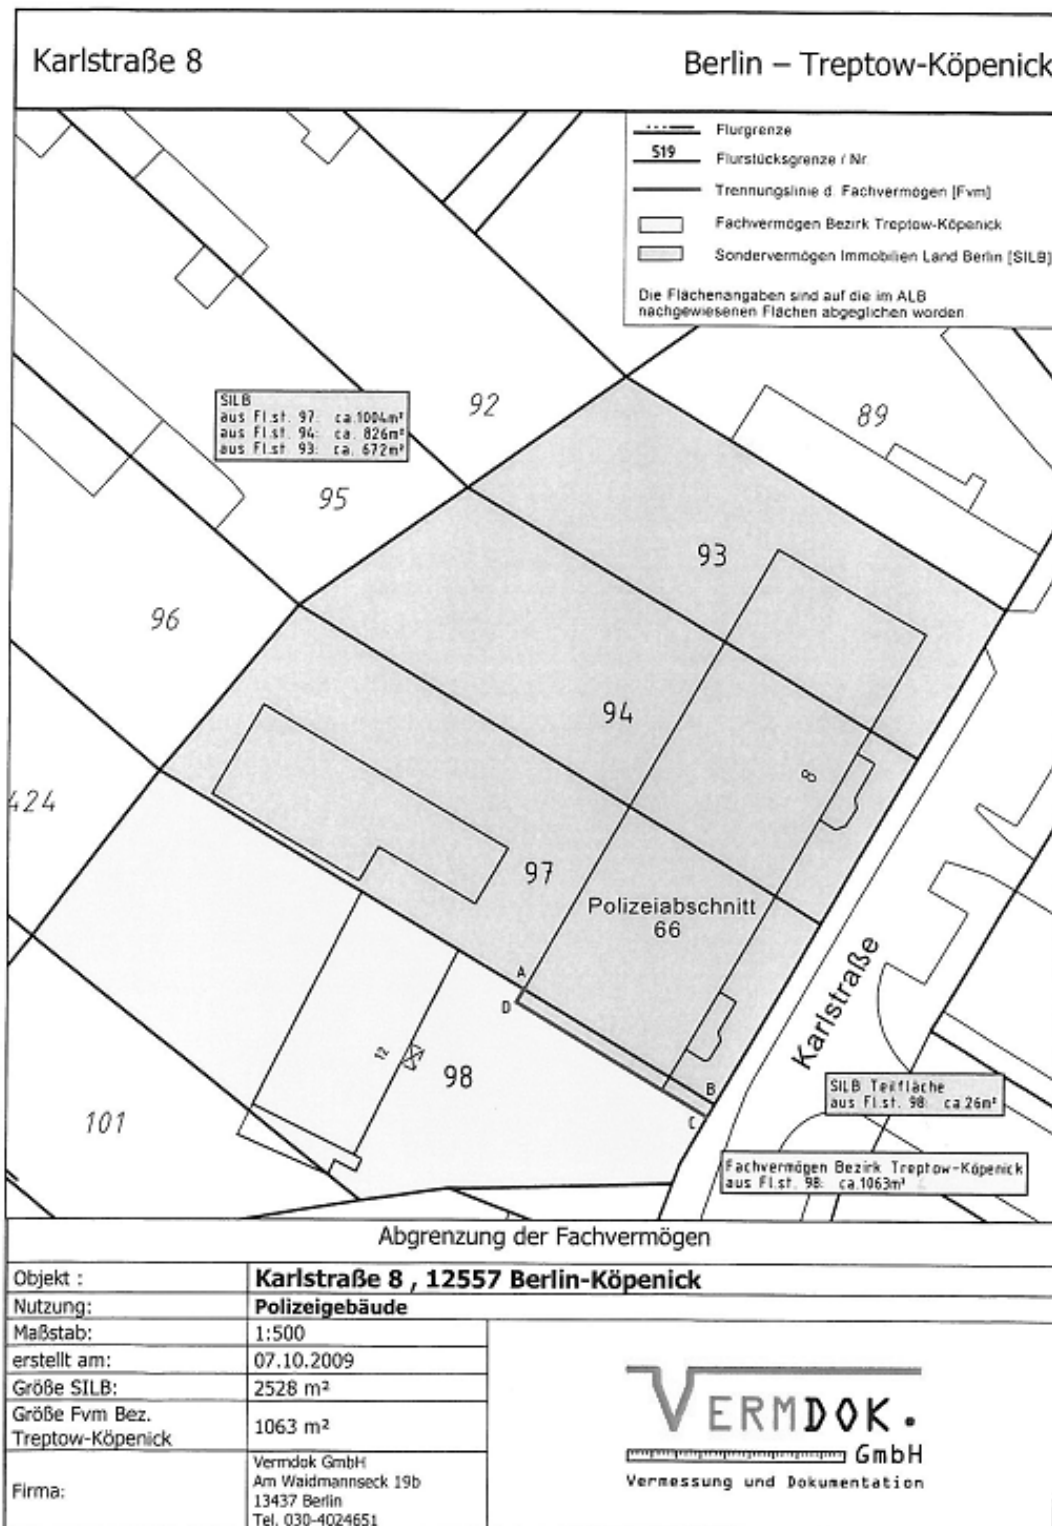 Karlstraße 8
Berlin – Treptow-Köpenick
Flurgrenze
519
Flurstücksgrenze / Nr.
Trennungslinie d. Fachvermögen [Fvm]
Fachvermögen Bezirk Treptow-Köpenick
Sondervermögen Immobilien Land Berlin [SILB]
Die Flächenangaben sind auf die im ALB
nachgewiesenen Flächen abgeglichen worden
SILB
aus Fl.st. 97: ca.1004m²
aus Fl.st. 94: ca. 826m²
aus Fl.st. 93: ca. 672m²
92
89
95
93
96
94
8
424
97
Polizeiabschnitt
66
A
D
Karlstraße
12
98
B
C
101
SILB Teilfläche
aus Fl.st. 98: ca.26m²
Fachvermögen Bezirk Treptow-Köpenick
aus Fl.st. 98: ca.1063m²
Abgrenzung der Fachvermögen
Objekt :
Karlstraße 8 , 12557 Berlin-Köpenick
Nutzung:
Polizeigebäude
Maßstab:
1:500
erstellt am:
07.10.2009
Größe SILB:
2528 m²
Größe Fvm Bez.
Treptow-Köpenick
1063 m²
Firma:
Vermdok GmbH
Am Waidmannseck 19b
13437 Berlin
Tel. 030-4024651
VERMDOK.
GmbH
Vermessung und Dokumentation